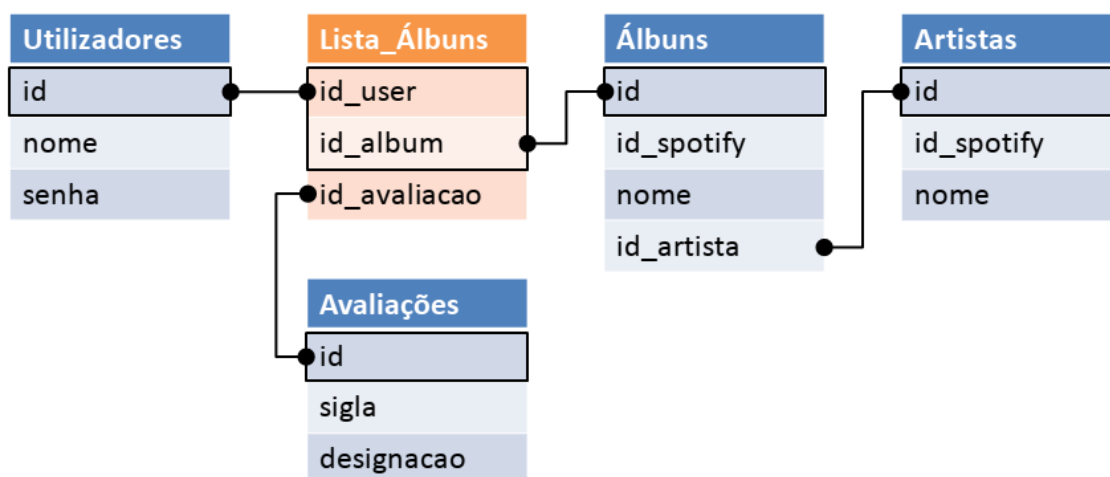 Utilizadores
id
nome
senha
Lista_Álbuns
id_user
id_album
id_avaliacao
Álbuns
id
id_spotify
nome
id_artista
Artistas
id
id_spotify
nome
Avaliações
id
sigla
designacao